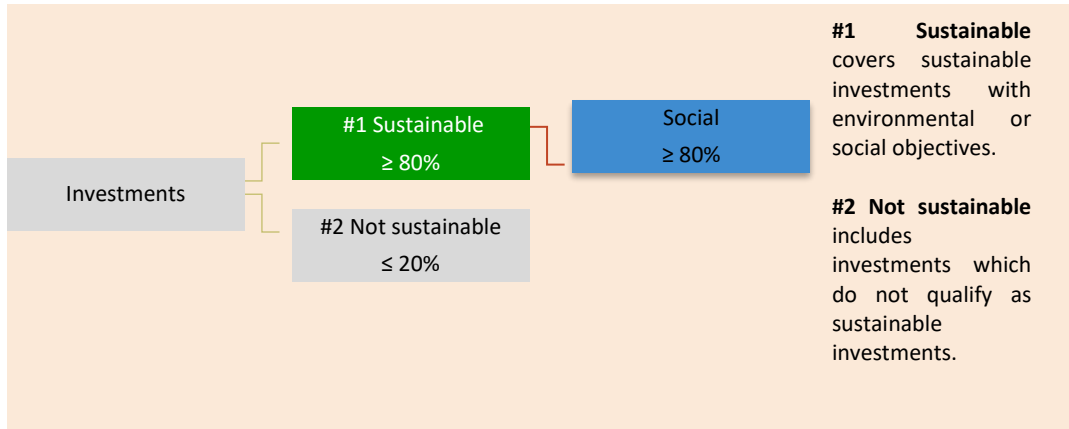 Investments
#1 Sustainable
≥ 80%
#2 Not sustainable
≤ 20%
Social
≥ 80%
#1 Sustainable
covers sustainable
investments with
environmental or
social objectives.
#2 Not sustainable
includes
investments which
do not qualify as
sustainable
investments.